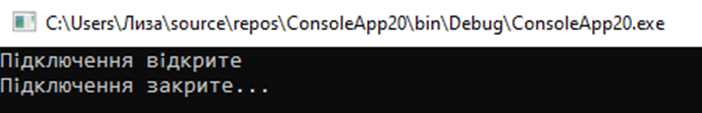 C:\Users\Лиза\source\repos\ConsoleApp20\bin\Debug\ConsoleApp20.exe
Підключення відкрите
Підключення закрите...